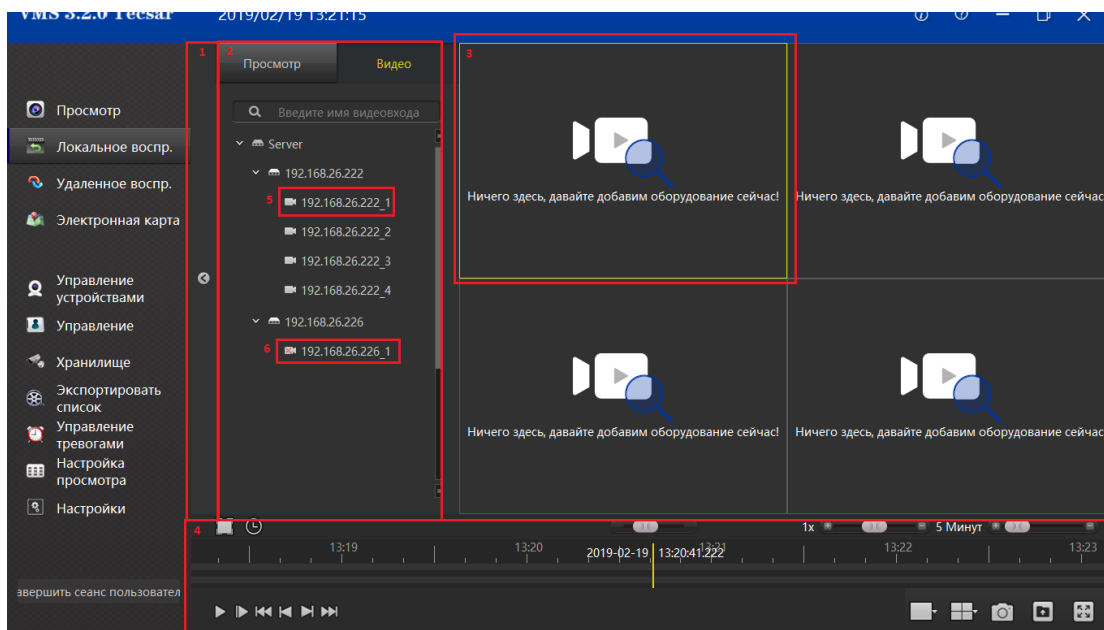 VMS 3.2.0 Tecsar 2019/02/19 13:21:15
Просмотр
Локальное воспр.
Удаленное воспр.
Электронная карта
Управление
устройствами
Управление
Хранилище
Экспортировать
список
Управление
тревогами
Настройка
просмотра
Настройки
авершить сеанс пользовател
1
2
Просмотр Видео
Введите имя видеовхода
Server
192.168.26.222
5 192.168.26.222_1
192.168.26.222_2
192.168.26.222_3
192.168.26.222_4
192.168.26.226
6 192.168.26.226_1
3
Ничего здесь, давайте добавим оборудование сейчас!
Ничего здесь, давайте добавим оборудование сейчас
Ничего здесь, давайте добавим оборудование сейчас!
Ничего здесь, давайте добавим оборудование сейчас
4
1x 5 Минут
13:19 13:20 13:21 13:22 13:23
2019-02-19 13:20:41.222